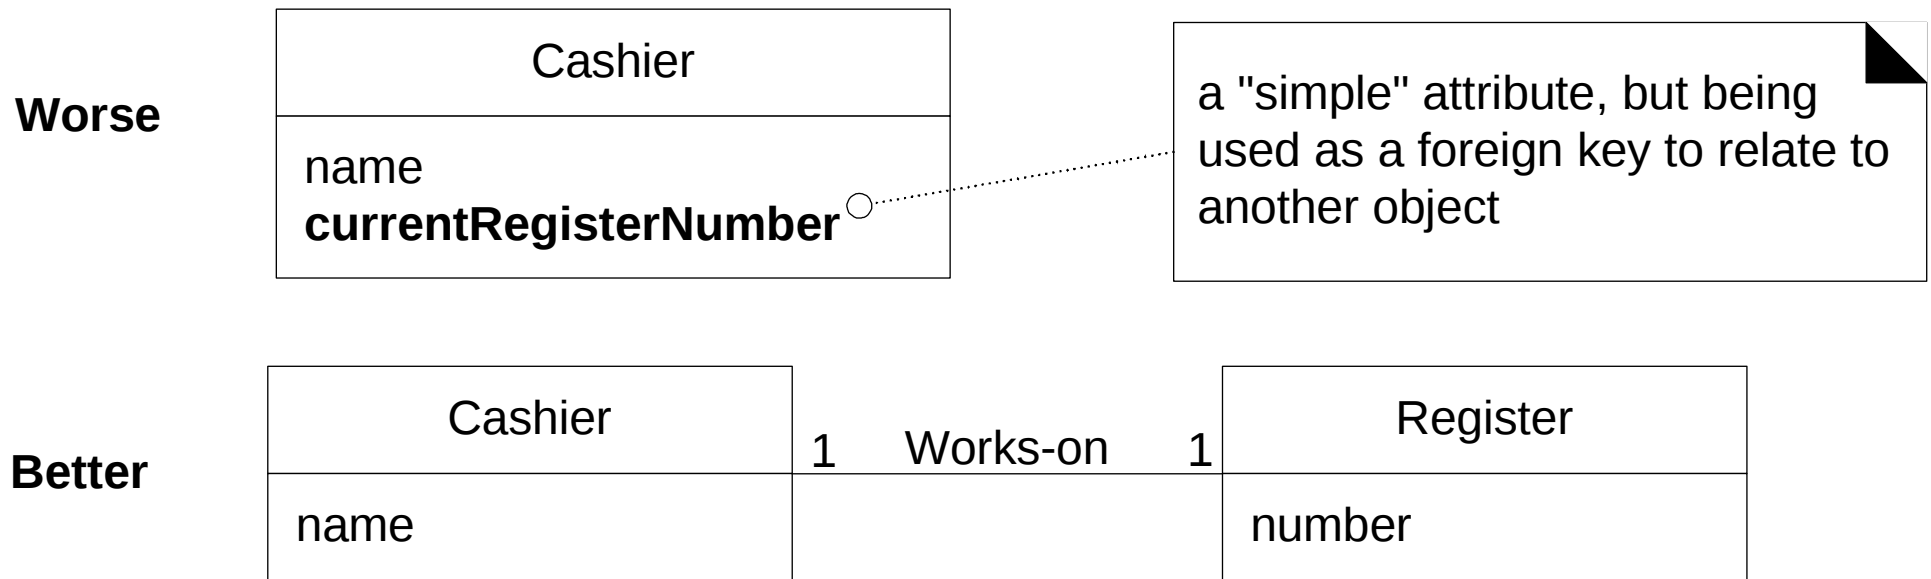 Worse
Cashier
name
currentRegisterNumber
a "simple" attribute, but being
used as a foreign key to relate to
another object
Better
Cashier
name
1 Works-on 1
Register
number